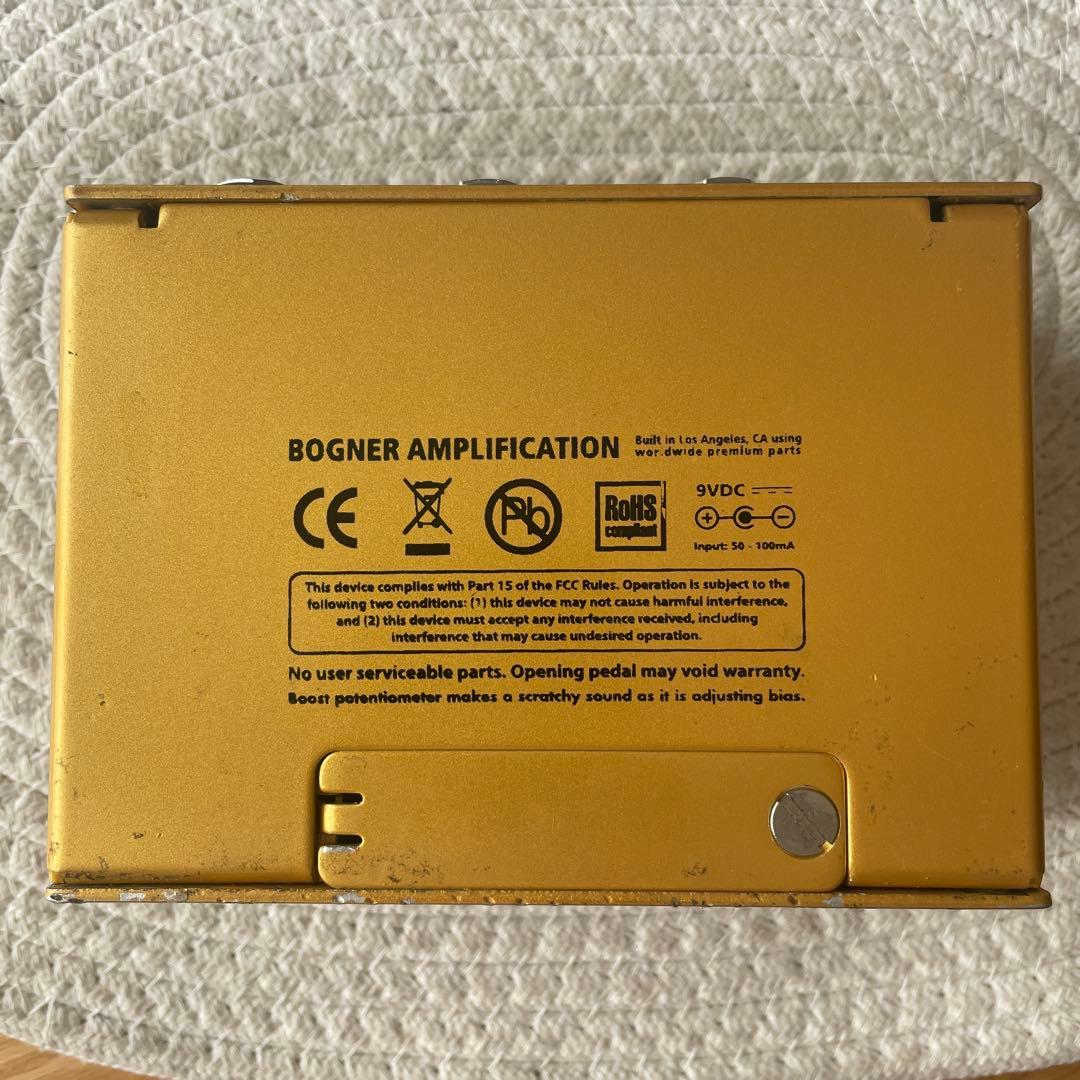 BOGNER AMPLIFICATION
Built in Los Angeles, CA using
worldwide premium parts
CE
Pb
RoHS
compliant
9VDC
Input: 50 - 100mA
This device complies with Part 15 of the FCC Rules. Operation is subject to the
following two conditions: (1) this device may not cause harmful interference,
and (2) this device must accept any interference received, including
interference that may cause undesired operation.
No user serviceable parts. Opening pedal may void warranty.
Boost potentiometer makes a scratchy sound as it is adjusting bias.